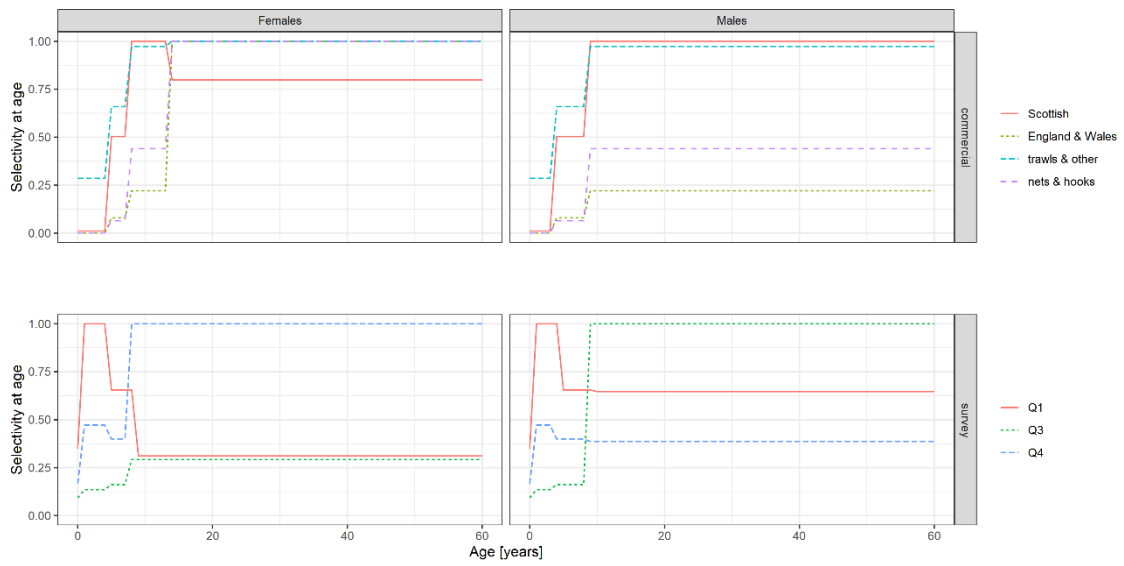 Females
Males
1.00
0.75
0.50
0.25
0.00
Selectivity at age
commercial
Scottish
England & Wales
trawls & other
nets & hooks
1.00
0.75
0.50
0.25
0.00
Selectivity at age
survey
Q1
Q3
Q4
0
20
40
60
0
20
40
60
Age [years]